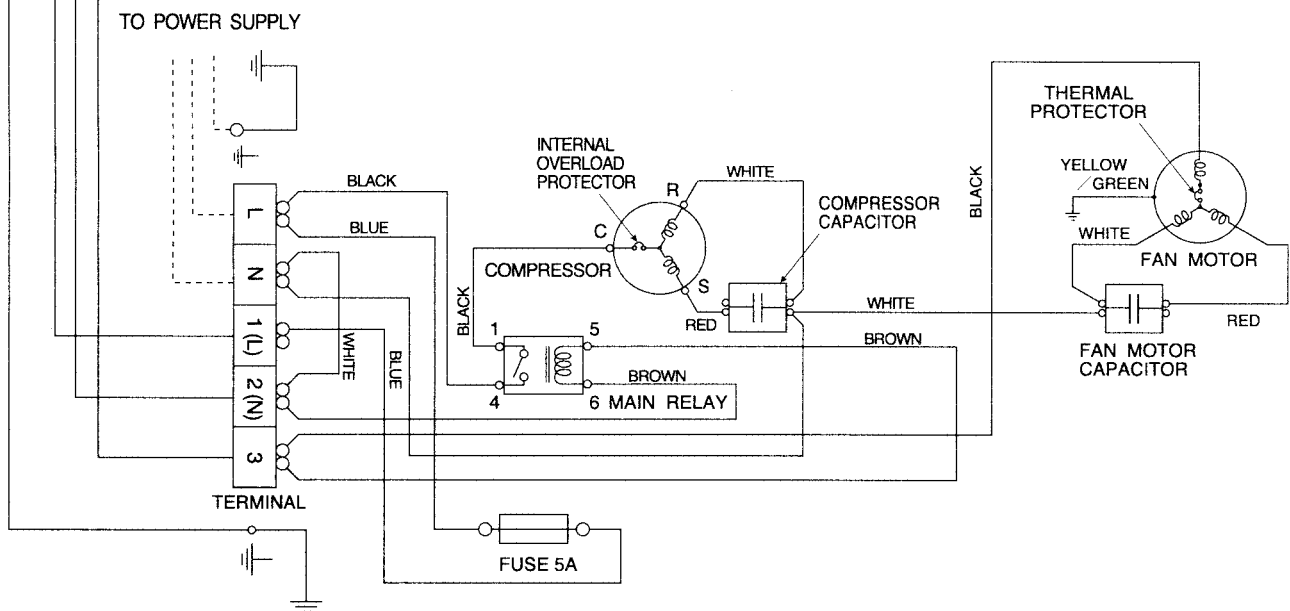 TO POWER SUPPLY
THERMAL
PROTECTOR
INTERNAL
OVERLOAD
PROTECTOR
BLACK
R
WHITE
COMPRESSOR
CAPACITOR
BLACK
YELLOW
GREEN
L
BLUE
C
WHITE
FAN MOTOR
N
COMPRESSOR
S
WHITE
RED
RED
BLACK
1 (L)
WHITE
BLUE
1
5
BROWN
FAN MOTOR
CAPACITOR
BROWN
2 (N)
4
6
MAIN RELAY
3
TERMINAL
FUSE 5A